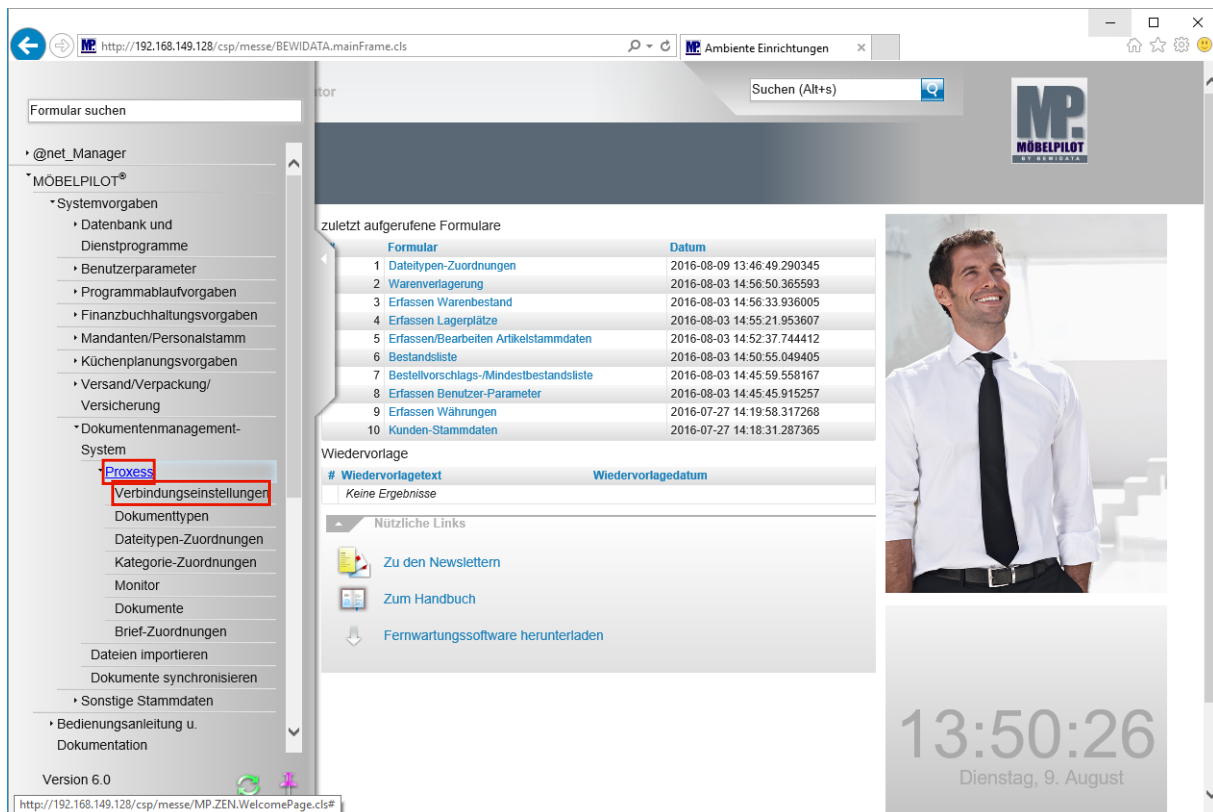 http://192.168.149.128/csp/messe/BEWIDATA.mainFrame.cls
Ambiente Einrichtungen
Formular suchen
@net_Manager
MÖBELPILOT®
Systemvorgaben
Datenbank und
Dienstprogramme
Benutzerparameter
Programmablaufvorgaben
Finanzbuchhaltungsvorgaben
Mandanten/Personalstamm
Küchenplanungsvorgaben
Versand/Verpackung/
Versicherung
Dokumentenmanagement-
System
Proxess
Verbindungseinstellungen
Dokumenttypen
Dateitypen-Zuordnungen
Kategorie-Zuordnungen
Monitor
Dokumente
Brief-Zuordnungen
Dateien importieren
Dokumente synchronisieren
Sonstige Stammdaten
Bedienungsanleitung u.
Dokumentation
Version 6.0
http://192.168.149.128/csp/messe/MP.ZEN.WelcomePage.cls#
Suchen (Alt+s)
MP.
MÖBELPILOT
BY BEWIDATA
zuletzt aufgerufene Formulare
Formular Datum
1 Dateitypen-Zuordnungen 2016-08-09 13:46:49.290345
2 Warenverlagerung 2016-08-03 14:56:50.365593
3 Erfassen Warenbestand 2016-08-03 14:56:33.936005
4 Erfassen Lagerplätze 2016-08-03 14:55:21.953607
5 Erfassen/Bearbeiten Artikelstammdaten 2016-08-03 14:52:37.744412
6 Bestandsliste 2016-08-03 14:50:55.049405
7 Bestellvorschlags-/Mindestbestandsliste 2016-08-03 14:45:59.558167
8 Erfassen Benutzer-Parameter 2016-08-03 14:45:45.915257
9 Erfassen Währungen 2016-07-27 14:19:58.317268
10 Kunden-Stammdaten 2016-07-27 14:18:31.287365
Wiedervorlage
# Wiedervorlagetext Wiedervorlagedatum
Keine Ergebnisse
Nützliche Links
Zu den Newslettern
Zum Handbuch
Fernwartungssoftware herunterladen
13:50:26
Dienstag, 9. August